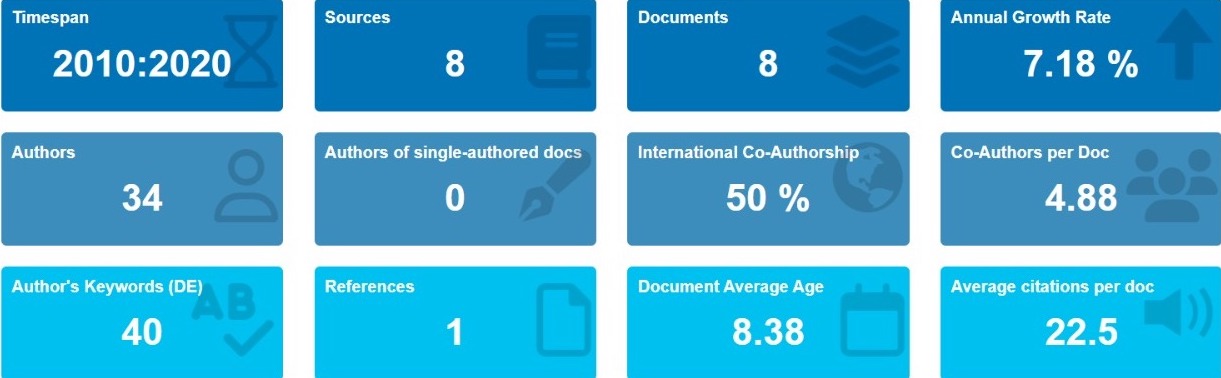 Timespan
2010:2020
Sources
8
Documents
8
Annual Growth Rate
7.18 %
Authors
34
Authors of single-authored docs
0
International Co-Authorship
50 %
Co-Authors per Doc
4.88
Author's Keywords (DE)
AB
40
References
1
Document Average Age
8.38
Average citations per doc
22.5